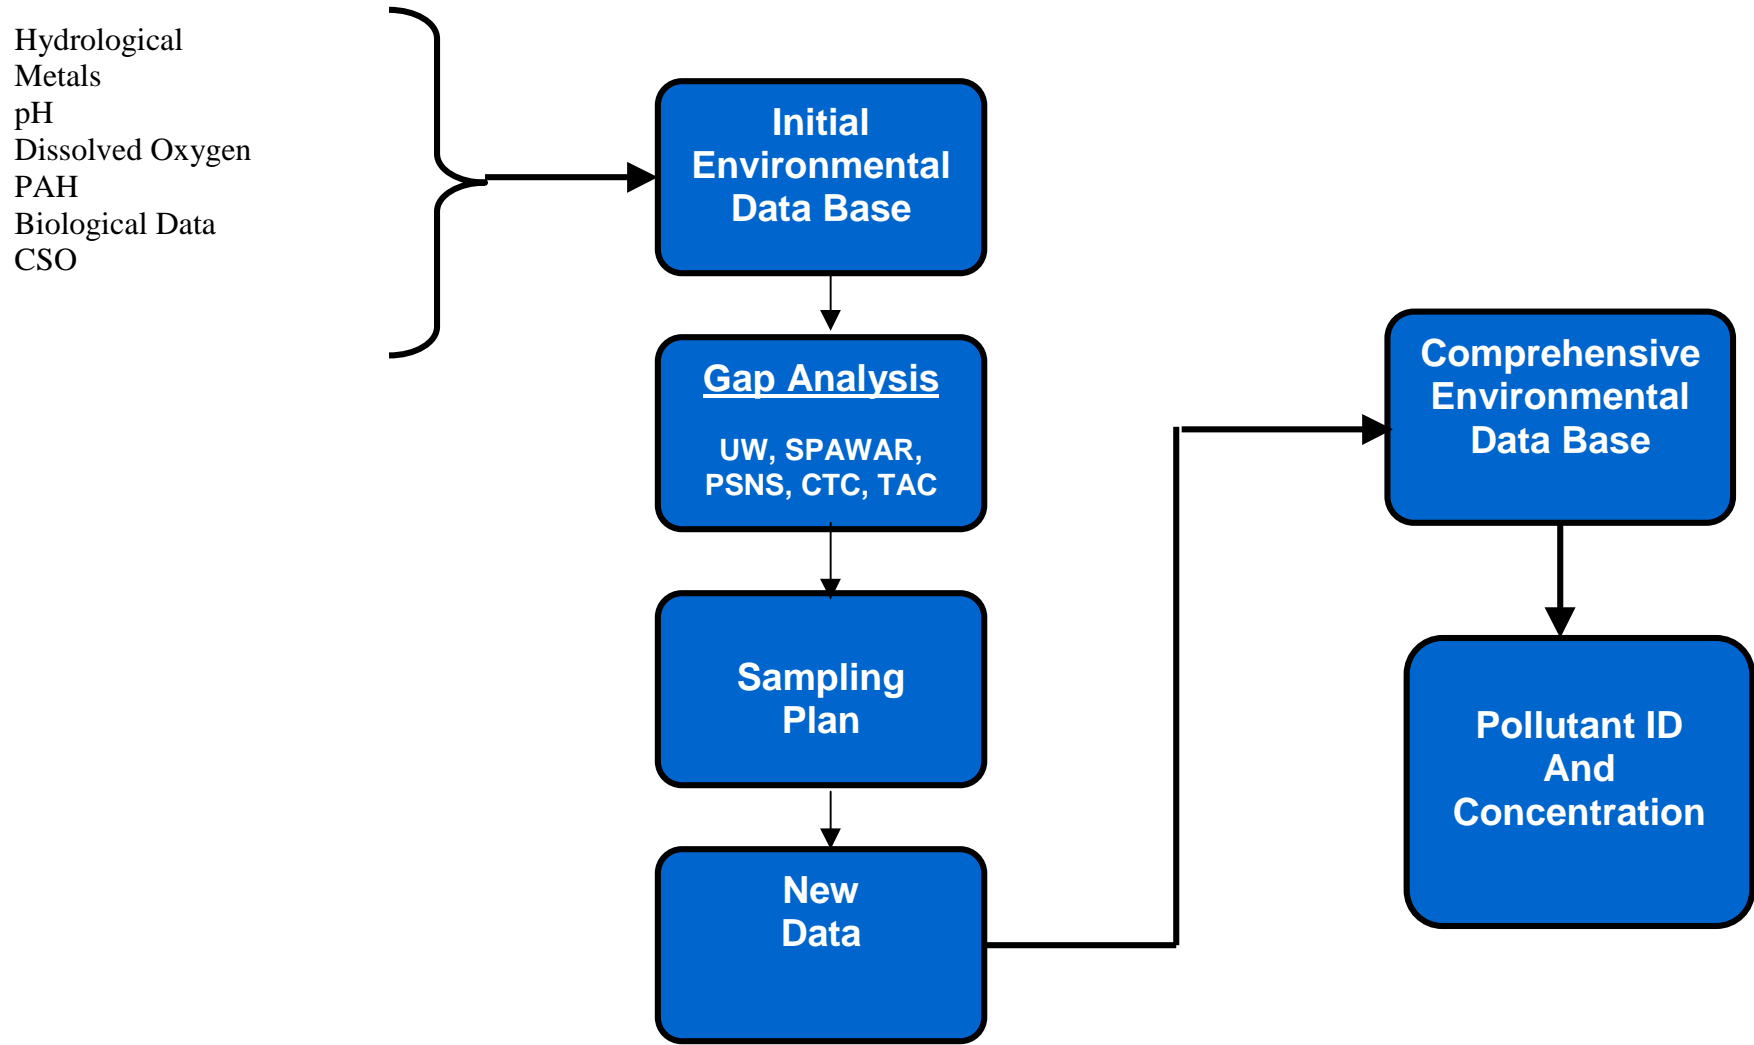 Hydrological
Metals
pH
Dissolved Oxygen
PAH
Biological Data
CSO
Initial
Environmental
Data Base
Gap Analysis
UW, SPAWAR,
PSNS, CTC, TAC
Sampling
Plan
New
Data
Comprehensive
Environmental
Data Base
Pollutant ID
And
Concentration